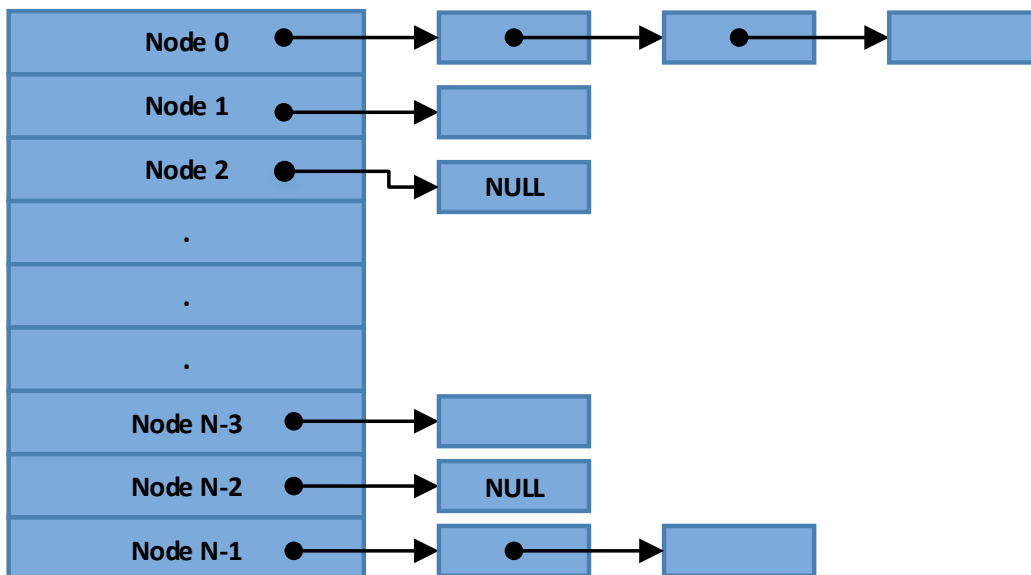 Node 0
Node 1
Node 2
NULL
.
.
.
Node N-3
Node N-2
NULL
Node N-1